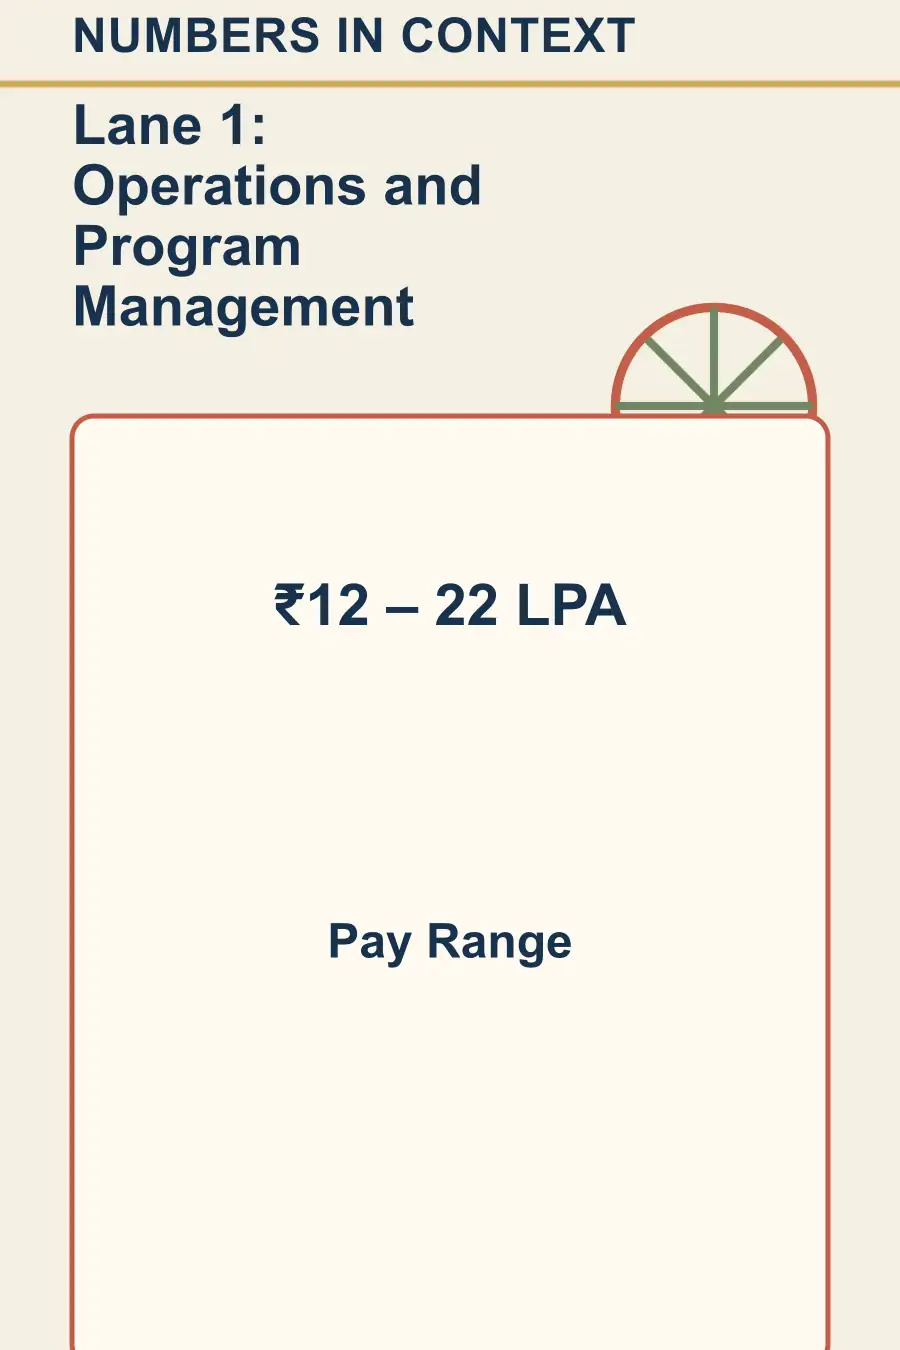 NUMBERS IN CONTEXT
Lane 1:
Operations and
Program
Management
₹12 – 22 LPA
Pay Range